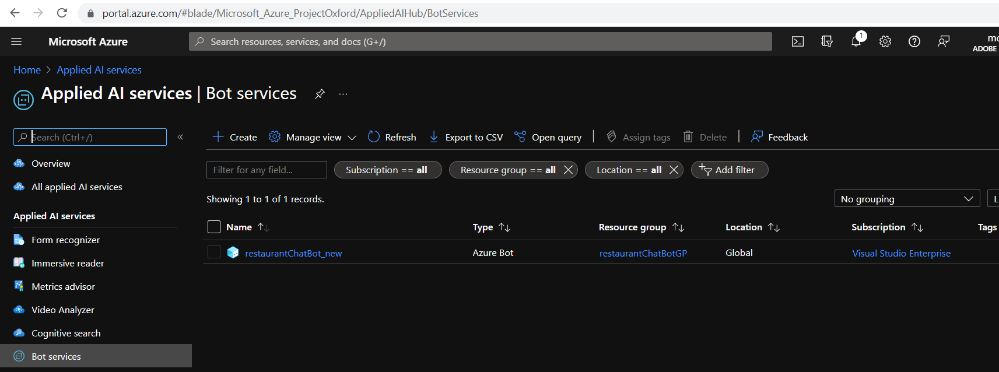 portal.azure.com/#blade/Microsoft_Azure_ProjectOxford/AppliedAIHub/BotServices
Microsoft Azure
Search resources, services, and docs (G+/)
1
ADOBE
Home > Applied AI services
Applied AI services | Bot services
...
Search (Ctrl+/)
«
Overview
All applied AI services
Applied AI services
Form recognizer
Immersive reader
Metrics advisor
Video Analyzer
Cognitive search
Bot services
Create Manage view Refresh Export to CSV Open query | Assign tags Delete | Feedback
Filter for any field... Subscription == all Resource group == all Location == all Add filter
Showing 1 to 1 of 1 records. No grouping L
Name Type Resource group Location Subscription Tags
restaurantChatBot_new Azure Bot restaurantChatBotGP Global Visual Studio Enterprise